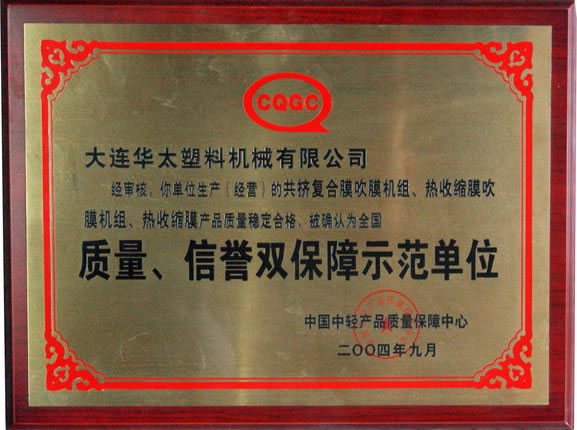 CQGC
大连华太塑料机械有限公司
经审核，你单位生产（经营）的共挤复合膜吹膜机组、热收缩膜吹
膜机组、热收缩膜产品质量稳定合格，被确认为全国
质量、信誉双保障示范单位
中国中轻产品质量保障中心
二〇〇四年九月